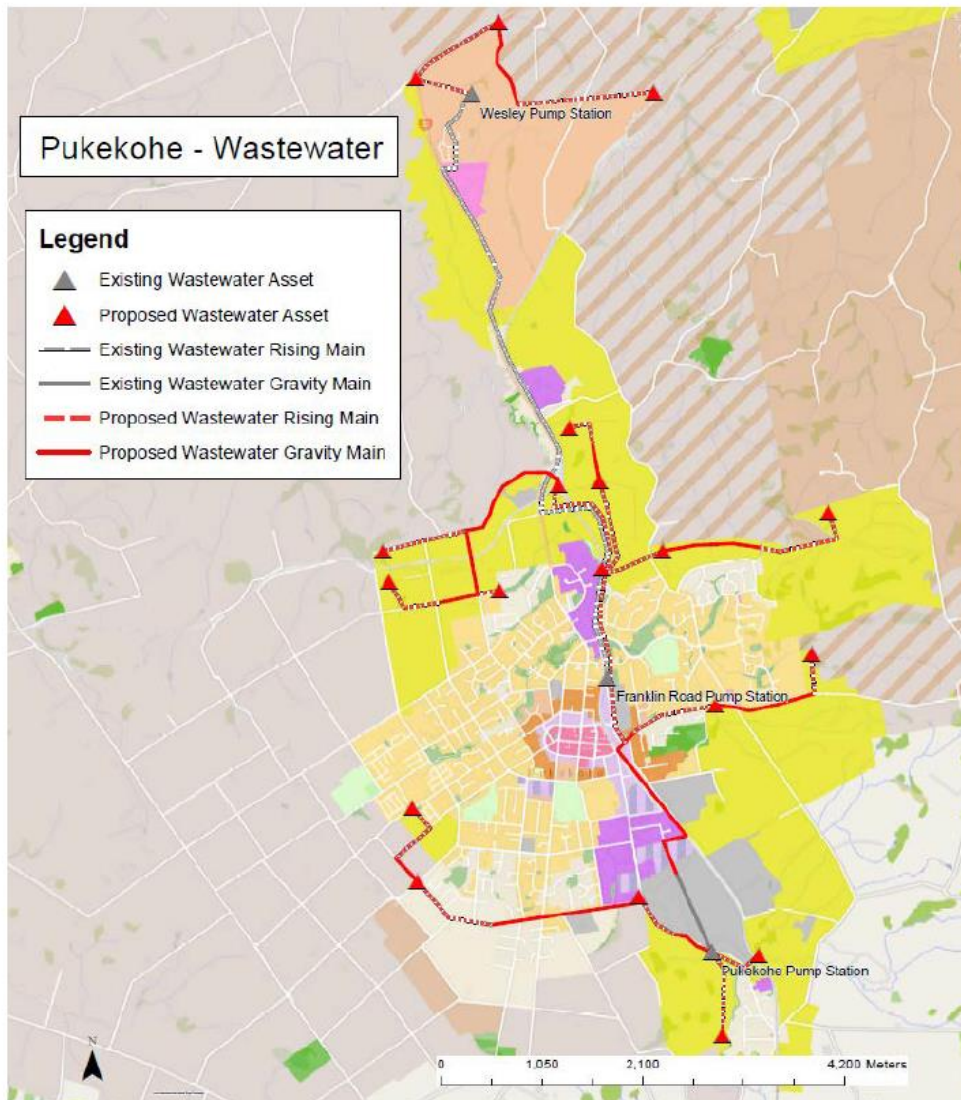 Wesley Pump Station
Pukekohe - Wastewater
Legend
Existing Wastewater Asset
Proposed Wastewater Asset
Existing Wastewater Rising Main
Existing Wastewater Gravity Main
Proposed Wastewater Rising Main
Proposed Wastewater Gravity Main
Franklin Road Pump Station
Pukekohe Pump Station
N
0 1,050 2,100 4,200 Meters